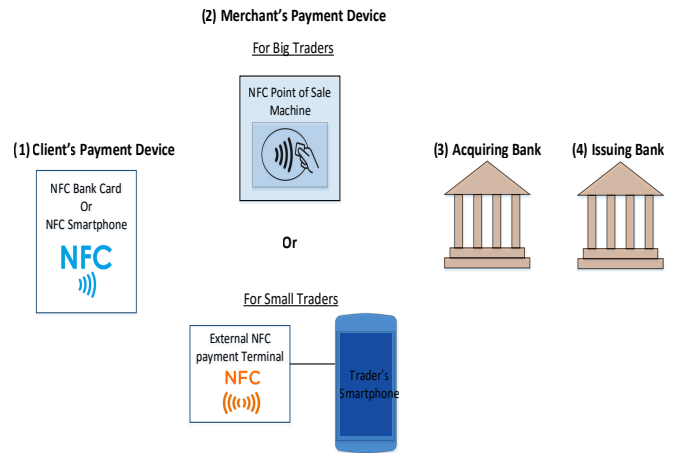 (2) Merchant's Payment Device
For Big Traders
NFC Point of Sale
Machine
(1) Client's Payment Device
NFC Bank Card
Or
NFC Smartphone
NFC
(3) Acquiring Bank
(4) Issuing Bank
Or
For Small Traders
External NFC
payment Terminal
NFC
Trader's
Smartphone